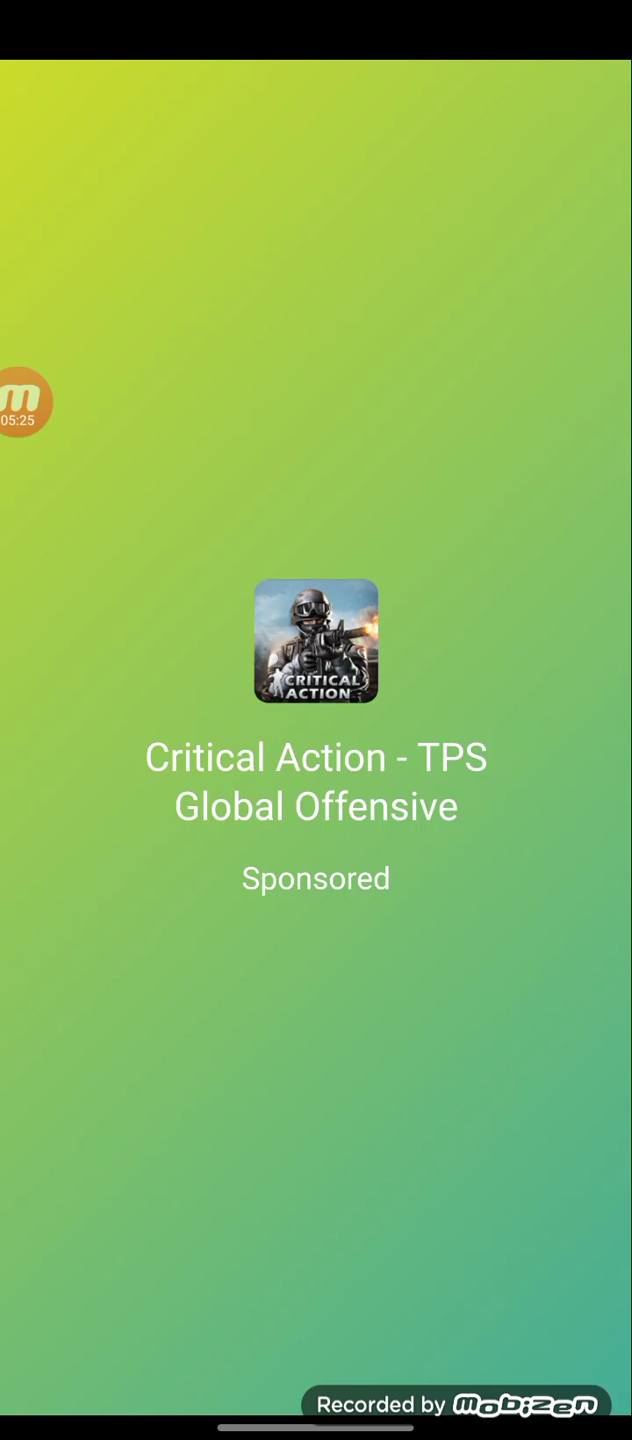 m
05:25
CRITICAL
ACTION
Critical Action - TPS
Global Offensive
Sponsored
Recorded by mobizen